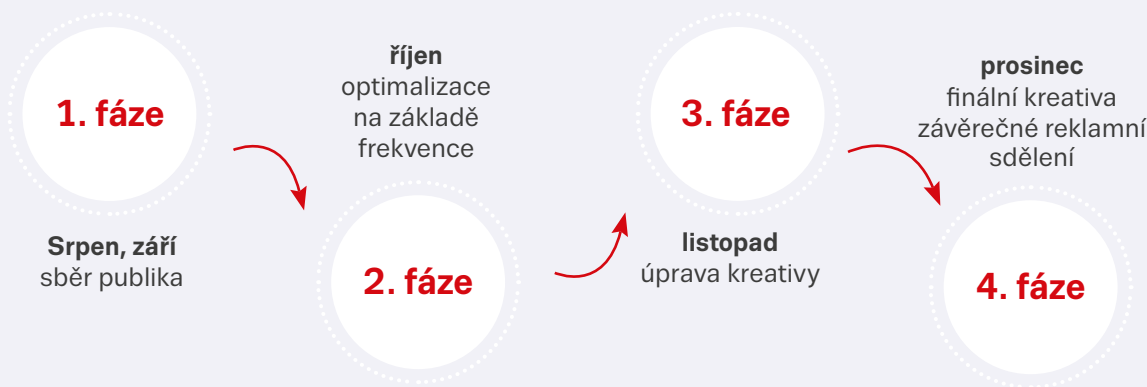 1. fáze
Srpen, září
sběr publika
říjen
optimalizace
na základě
frekvence
2. fáze
3. fáze
listopad
úprava kreativy
prosinec
finální kreativa
závěrečné reklamní
sdělení
4. fáze